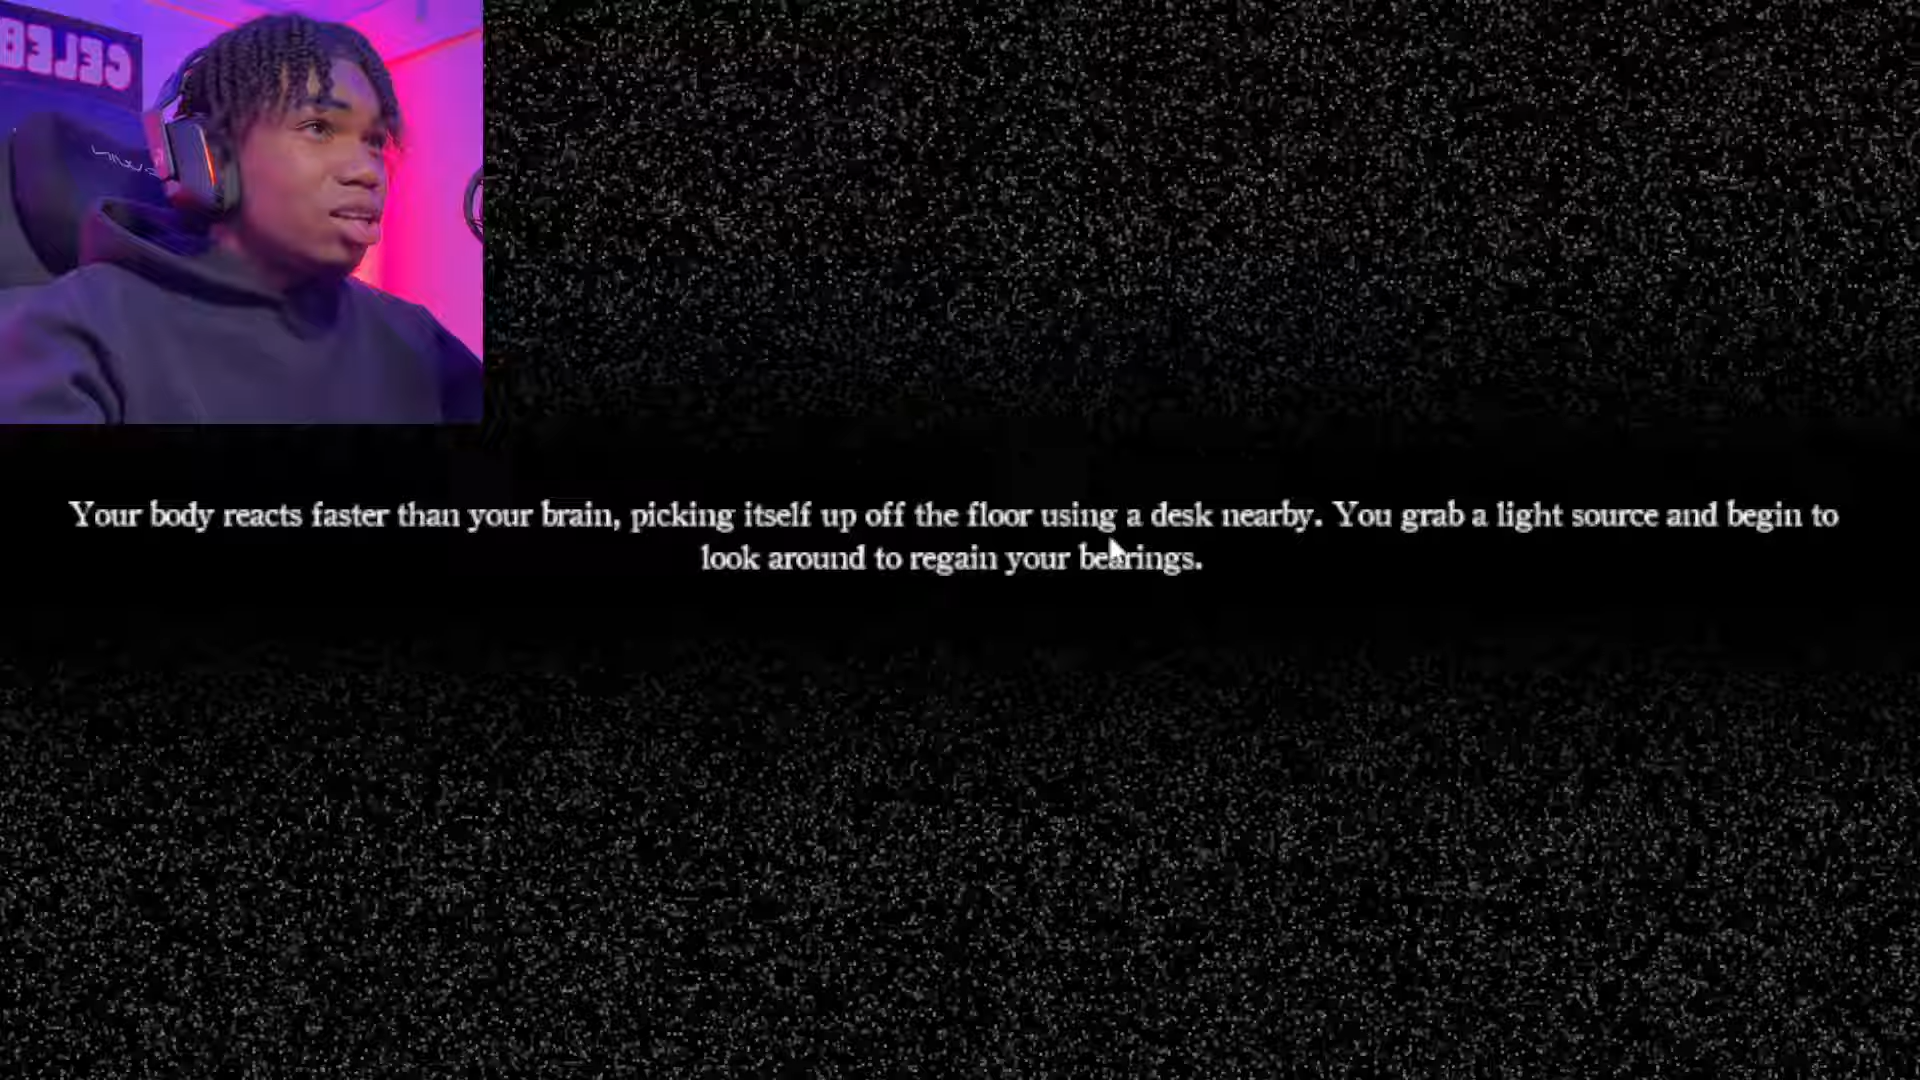 CELEB
Your body reacts faster than your brain, picking itself up off the floor using a desk nearby. You grab a light source and begin to
look around to regain your bearings.